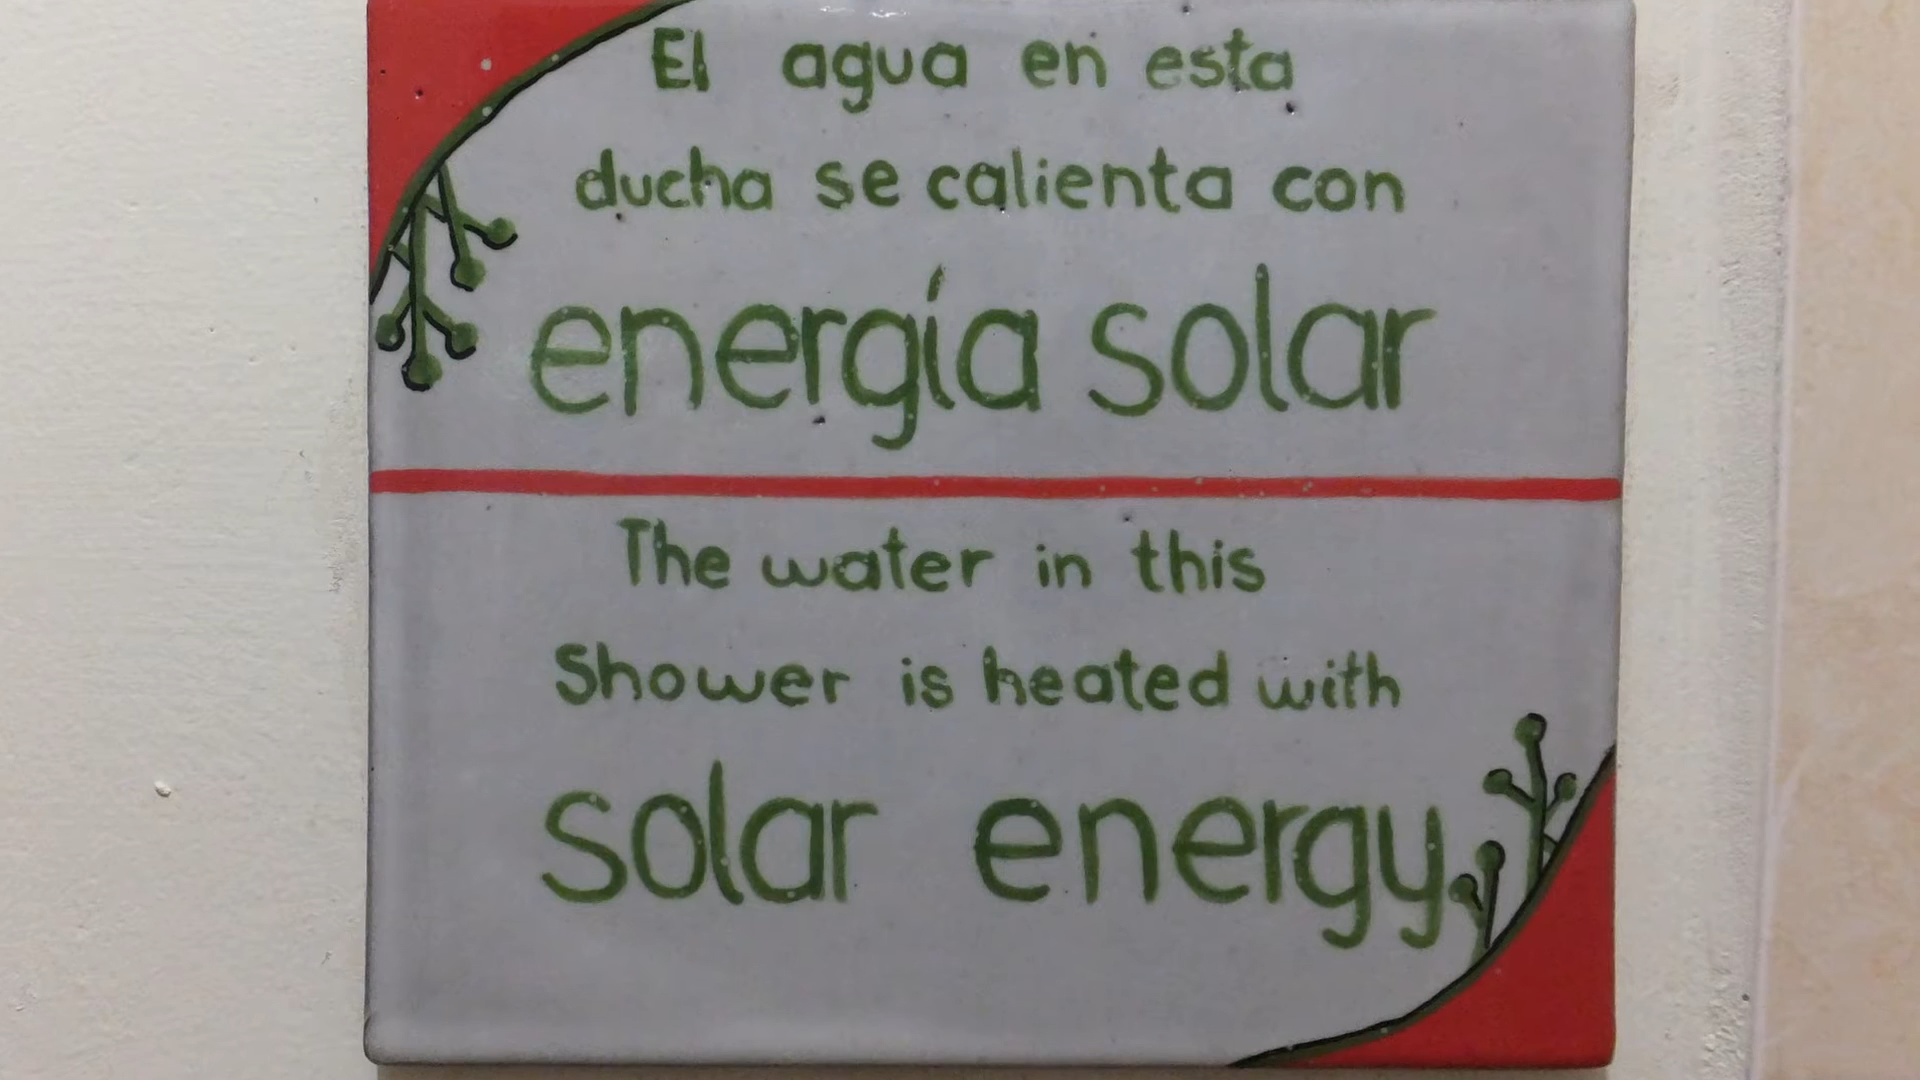 El agua en esta
ducha se calienta con
energía solar
The water in this
Shower is heated with
solar energy